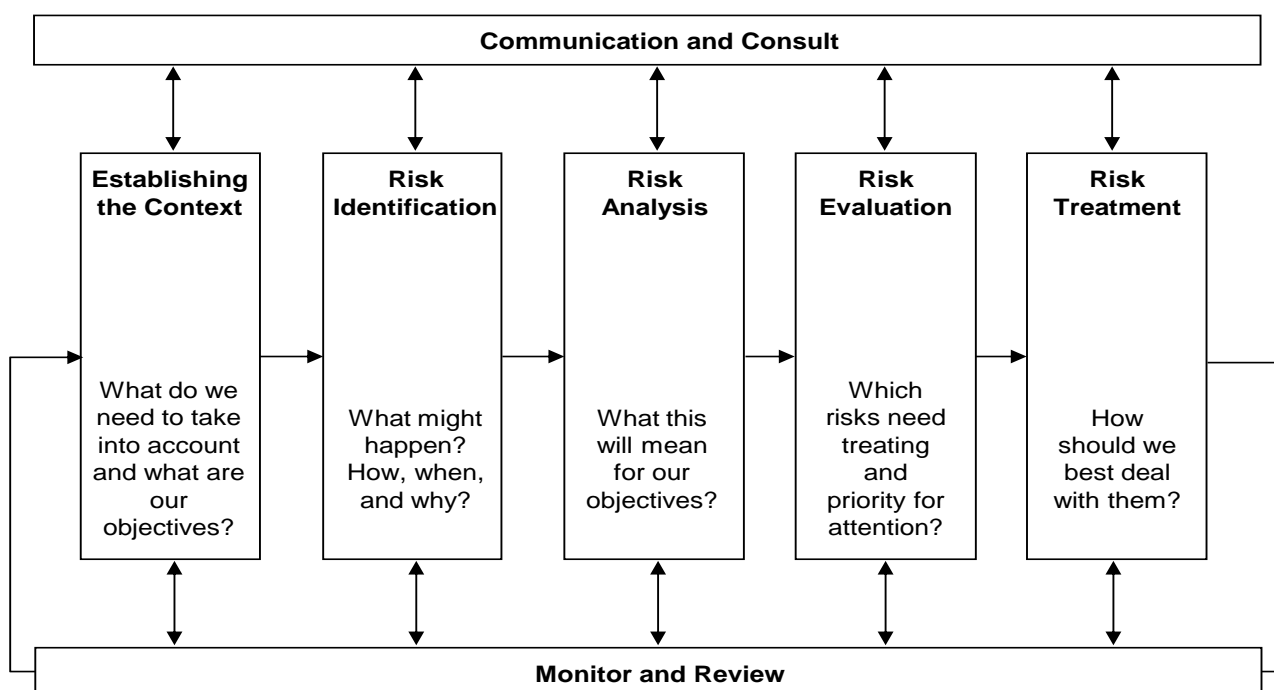 Communication and Consult
Establishing
the Context
What do we
need to take
into account
and what are
our
objectives?
Risk
Identification
What might
happen?
How, when,
and why?
Risk
Analysis
What this
will mean
for our
objectives?
Risk
Evaluation
Which
risks need
treating
and
priority for
attention?
Risk
Treatment
How
should we
best deal
with them?
Monitor and Review